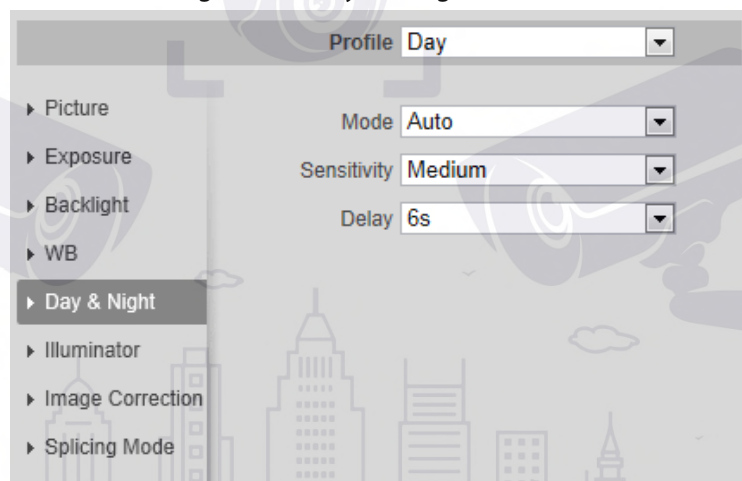 Profile Day
Picture
Mode Auto
Exposure
Sensitivity Medium
Backlight
Delay 6s
WB
Day & Night
Illuminator
Image Correction
Splicing Mode